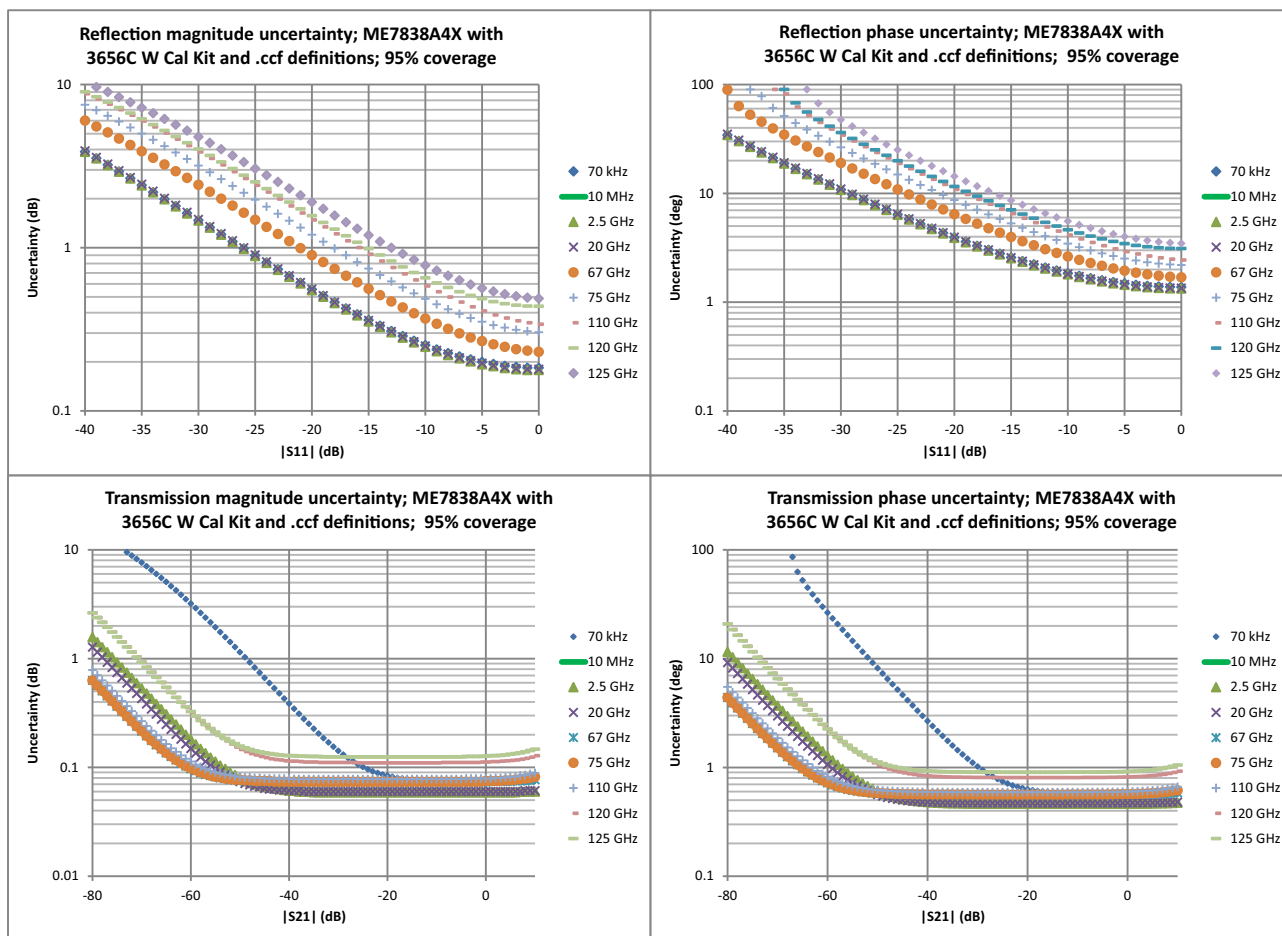 Reflection magnitude uncertainty; ME7838A4X with
3656C W Cal Kit and .ccf definitions; 95% coverage
10
1
0.1
Uncertainty (dB)
-40 -35 -30 -25 -20 -15 -10 -5 0
|S11| (dB)
70 kHz
10 MHz
2.5 GHz
20 GHz
67 GHz
75 GHz
110 GHz
120 GHz
125 GHz
Reflection phase uncertainty; ME7838A4X with
3656C W Cal Kit and .ccf definitions; 95% coverage
100
10
1
0.1
Uncertainty (deg)
-40 -35 -30 -25 -20 -15 -10 -5 0
|S11| (dB)
70 kHz
10 MHz
2.5 GHz
20 GHz
67 GHz
75 GHz
110 GHz
120 GHz
125 GHz
Transmission magnitude uncertainty; ME7838A4X with
3656C W Cal Kit and .ccf definitions; 95% coverage
10
1
0.1
0.01
Uncertainty (dB)
-80 -60 -40 -20 0
|S21| (dB)
70 kHz
10 MHz
2.5 GHz
20 GHz
67 GHz
75 GHz
110 GHz
120 GHz
125 GHz
Transmission phase uncertainty; ME7838A4X with
3656C W Cal Kit and .ccf definitions; 95% coverage
100
10
1
0.1
Uncertainty (deg)
-80 -60 -40 -20 0
|S21| (dB)
70 kHz
10 MHz
2.5 GHz
20 GHz
67 GHz
75 GHz
110 GHz
120 GHz
125 GHz